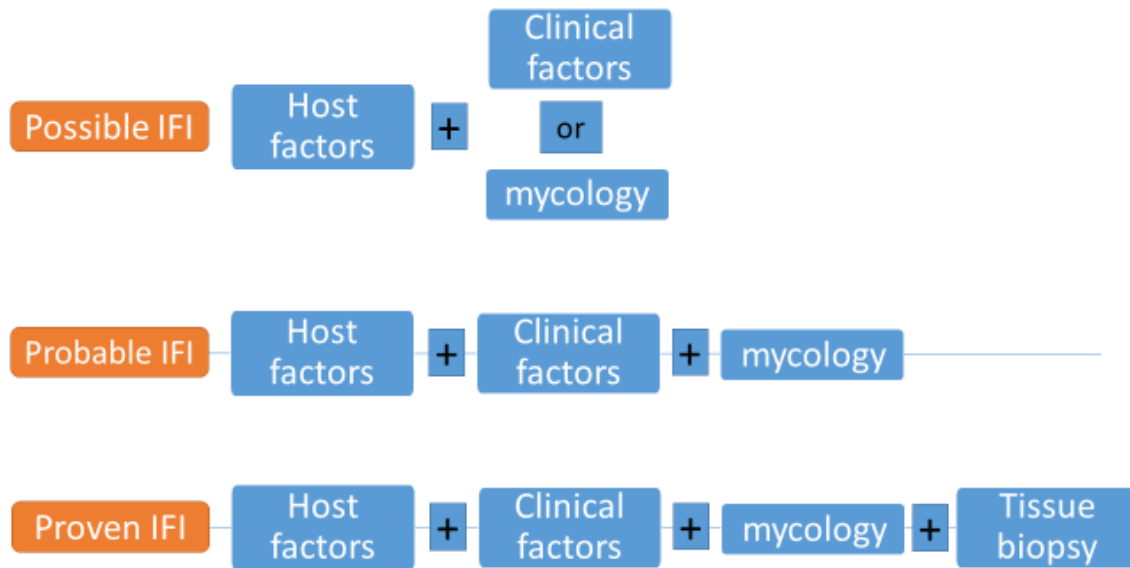 Clinical
factors
Possible IFI
Host
factors
+
or
mycology
Probable IFI
Host
factors
+
Clinical
factors
+
mycology
Proven IFI
Host
factors
+
Clinical
factors
+
mycology
+
Tissue
biopsy